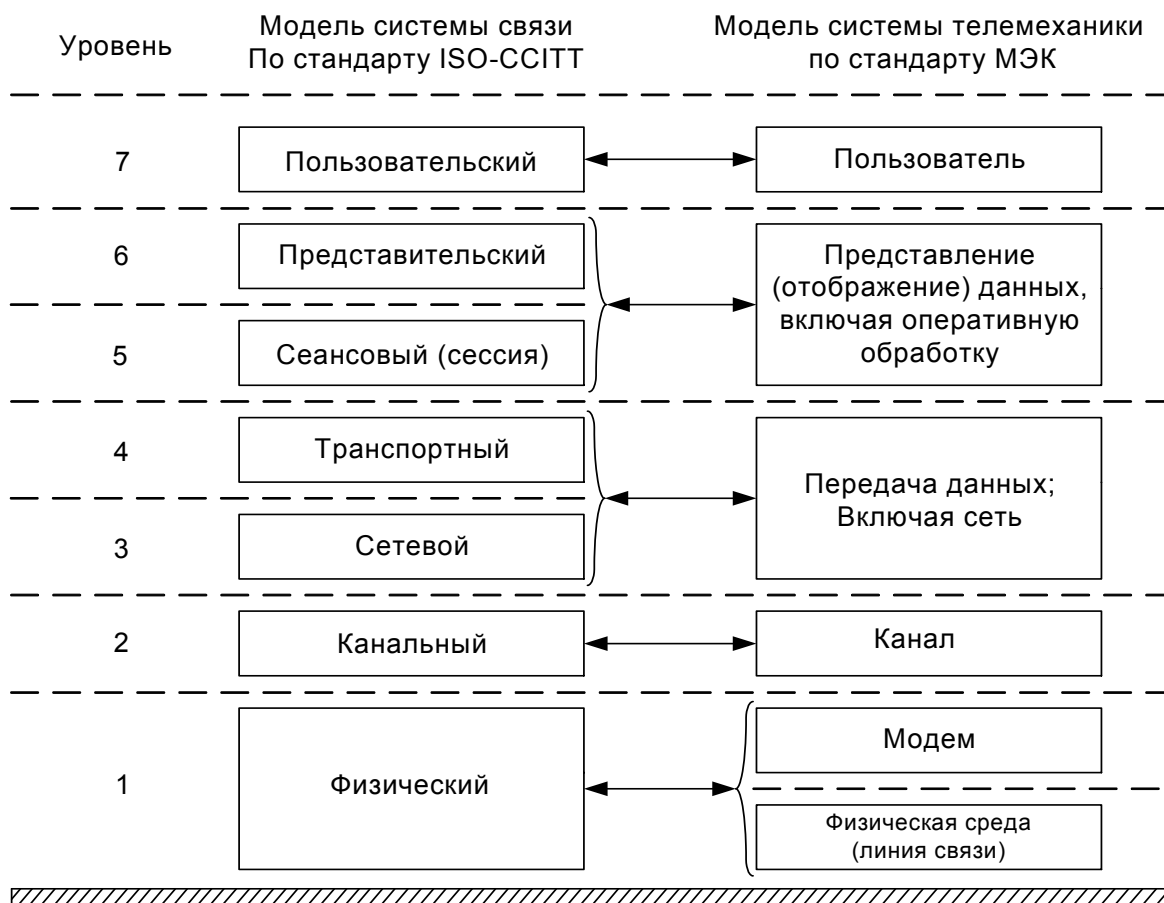 Уровень
Модель системы связи
По стандарту ISO-CCITT
Модель системы телемеханики
по стандарту МЭК
7
Пользовательский
Пользователь
6
Представительский
Представление
(отображение) данных,
включая оперативную
обработку
5
Сеансовый (сессия)
4
Транспортный
Передача данных;
Включая сеть
3
Сетевой
2
Канальный
Канал
1
Физический
Модем
Физическая среда
(линия связи)